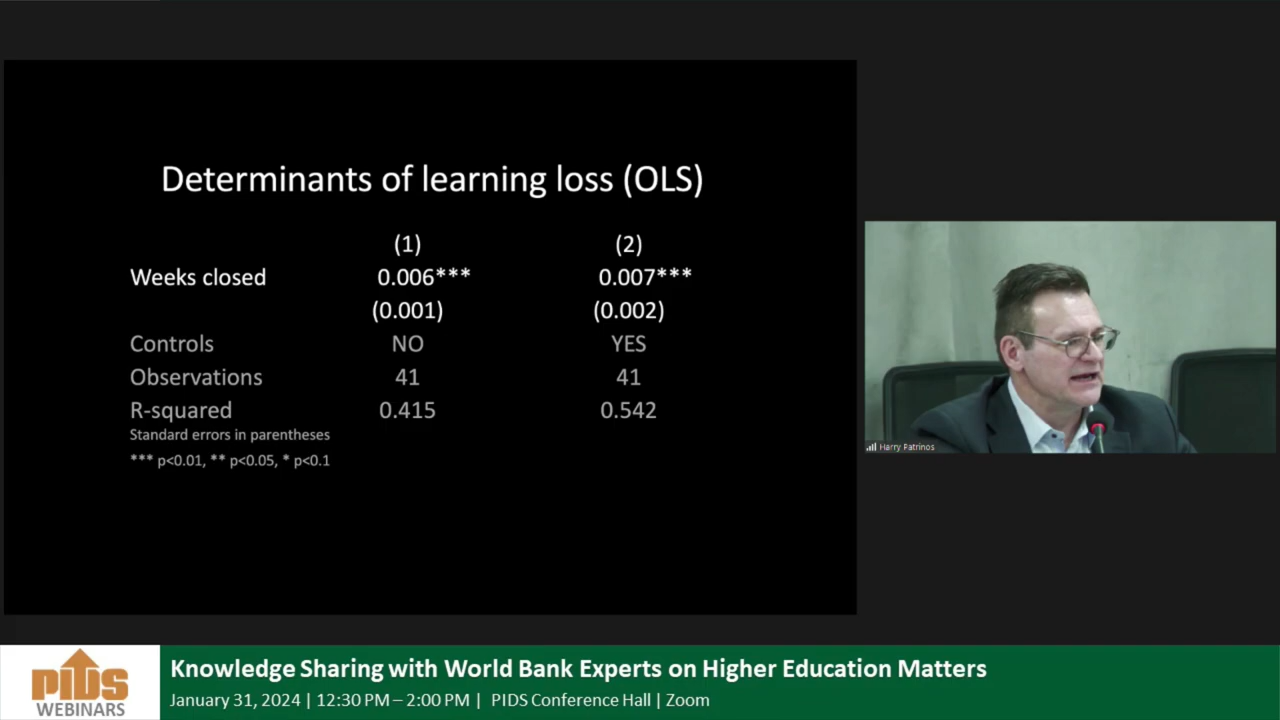 Determinants of learning loss (OLS)
(1) (2)
Weeks closed 0.006*** 0.007***
(0.001) (0.002)
Controls NO YES
Observations 41 41
R-squared 0.415 0.542
Standard errors in parentheses
*** p<0.01, ** p<0.05, * p<0.1
Harry Patrinos
PIDS
WEBINARS
Knowledge Sharing with World Bank Experts on Higher Education Matters
January 31, 2024 | 12:30 PM – 2:00 PM | PIDS Conference Hall | Zoom